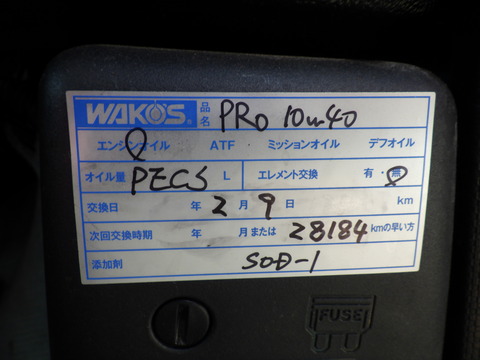 WAKO'S 品名 PRO 10w40
エンジンオイル ATF ミッションオイル デフオイル
オイル量 PECS L エレメント交換 有・無
交換日 年 2月 9日 km
次回交換時期 年 月または 28184 kmの早い方
添加剤 SOD-1
FUSE